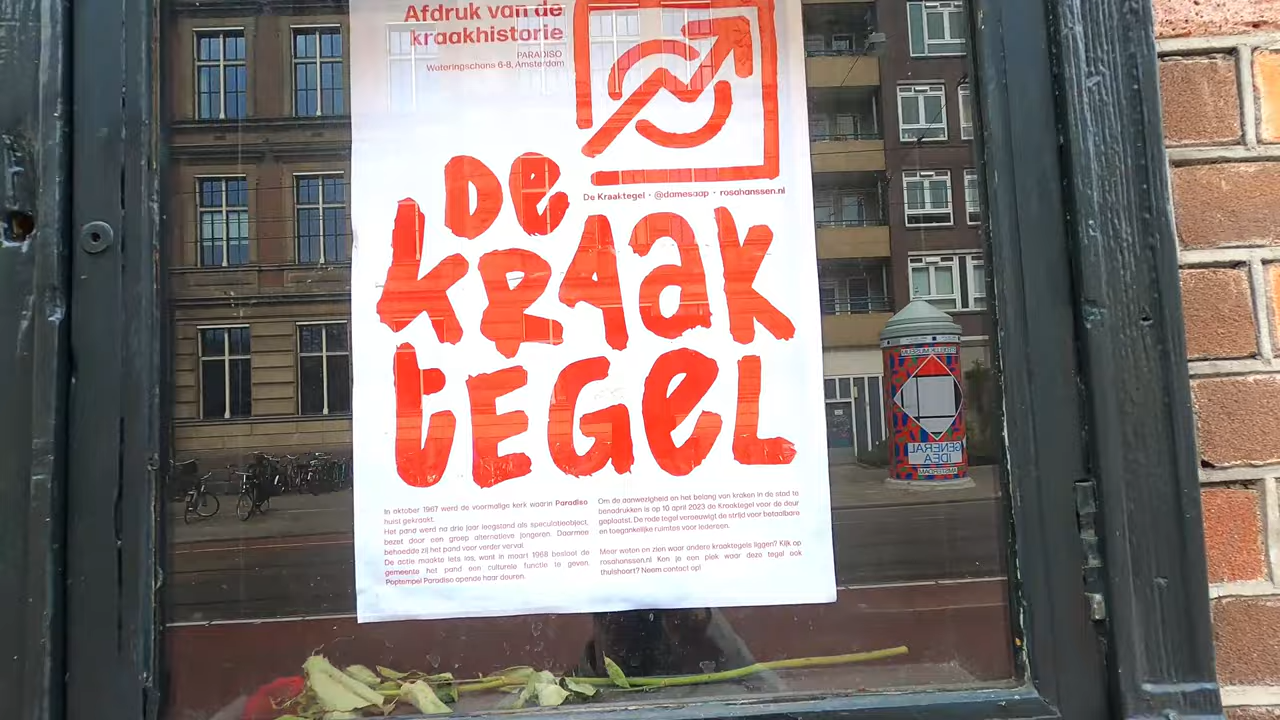 Afdruk van de
kraakhistorie
PARADISO
Weteringschans 6-8, Amsterdam
De Kraaktegel • @damesaap • rosahanssen.nl
DE
kRaak
tEGeL
In oktober 1967 werd de voormalige kerk waarin Paradiso
huist gekraakt.
Het pand werd na drie jaar leegstand als speculatieobject,
bezet door een groep alternatieve jongeren. Daarmee
behoedde zij het pand voor verder verval.
De actie maakte iets los, want in maart 1968 besloot de
gemeente het pand een culturele functie te geven.
Poptempel Paradiso opende haar deuren.
Om de aanwezigheid en het belang van kraken in de stad te
benadrukken is op 10 april 2023 de Kraaktegel voor de deur
geplaatst. De rode tegel vereeuwigt de strijd voor betaalbare
en toegankelijke ruimtes voor iedereen.
Meer weten en zien waar andere kraaktegels liggen? Kijk op
rosahanssen.nl Ken je een plek waar deze tegel ook
thuishoort? Neem contact op!
GENERAL
IDEA
AMSTERDAM